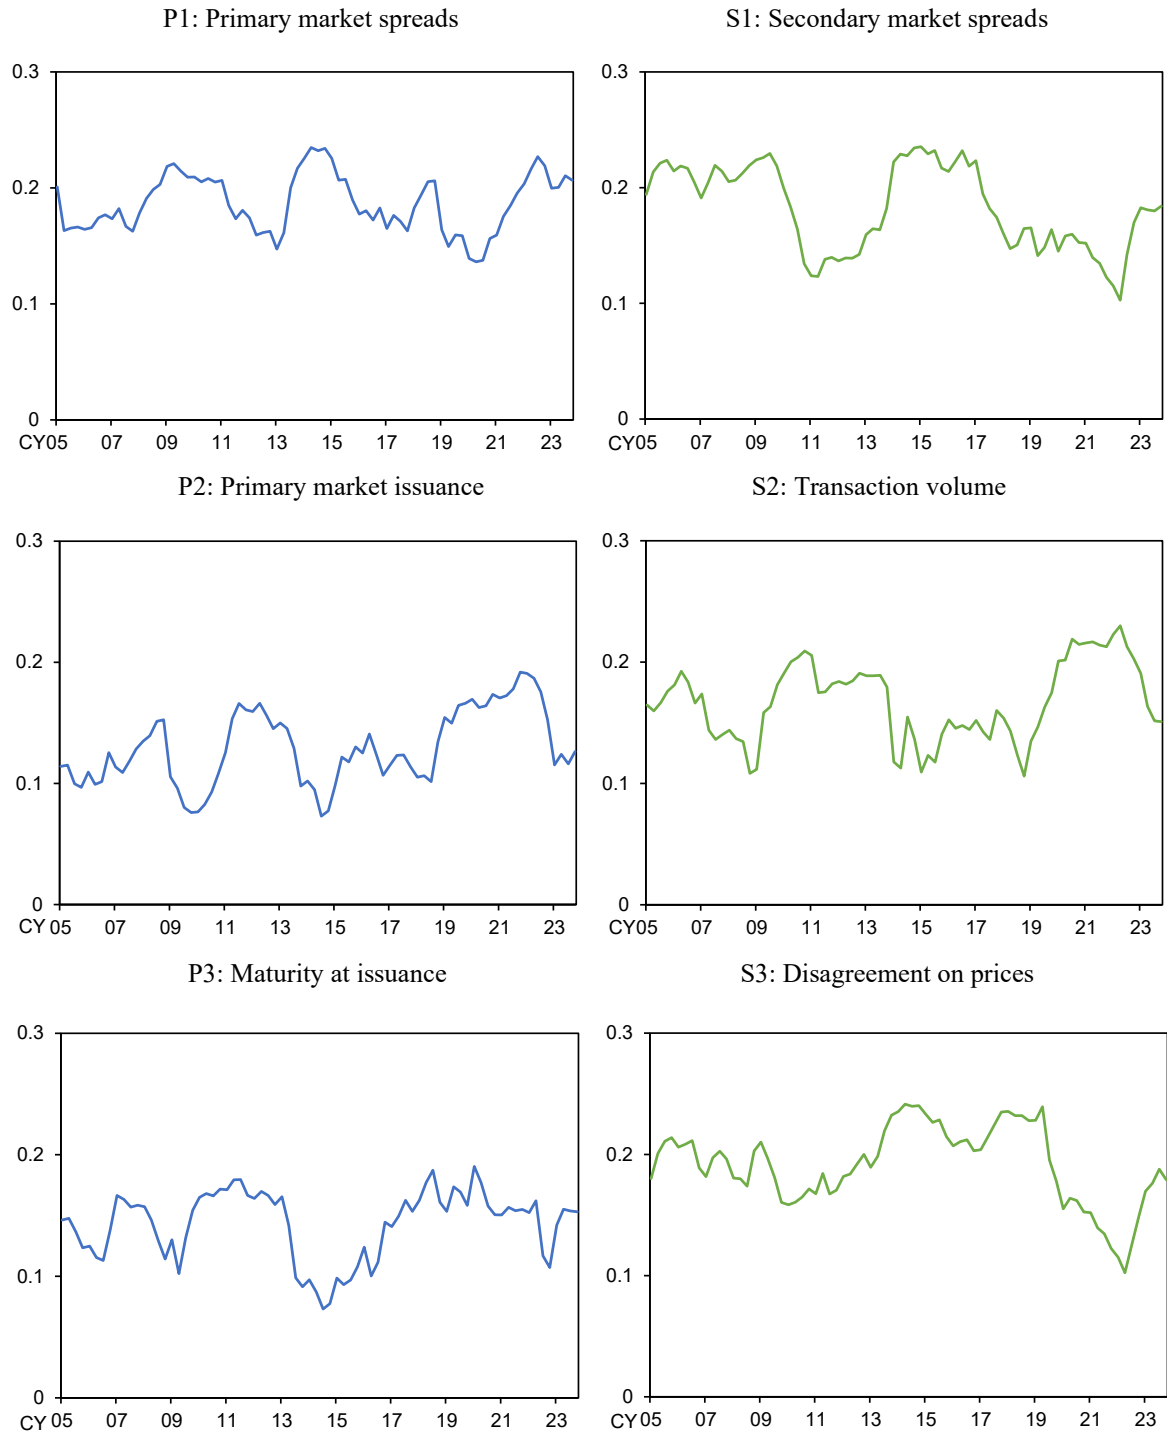 P1: Primary market spreads
0.3
0.2
0.1
0
CY05 07 09 11 13 15 17 19 21 23
S1: Secondary market spreads
0.3
0.2
0.1
0
CY05 07 09 11 13 15 17 19 21 23
P2: Primary market issuance
0.3
0.2
0.1
0
CY05 07 09 11 13 15 17 19 21 23
S2: Transaction volume
0.3
0.2
0.1
0
CY05 07 09 11 13 15 17 19 21 23
P3: Maturity at issuance
0.3
0.2
0.1
0
CY05 07 09 11 13 15 17 19 21 23
S3: Disagreement on prices
0.3
0.2
0.1
0
CY05 07 09 11 13 15 17 19 21 23